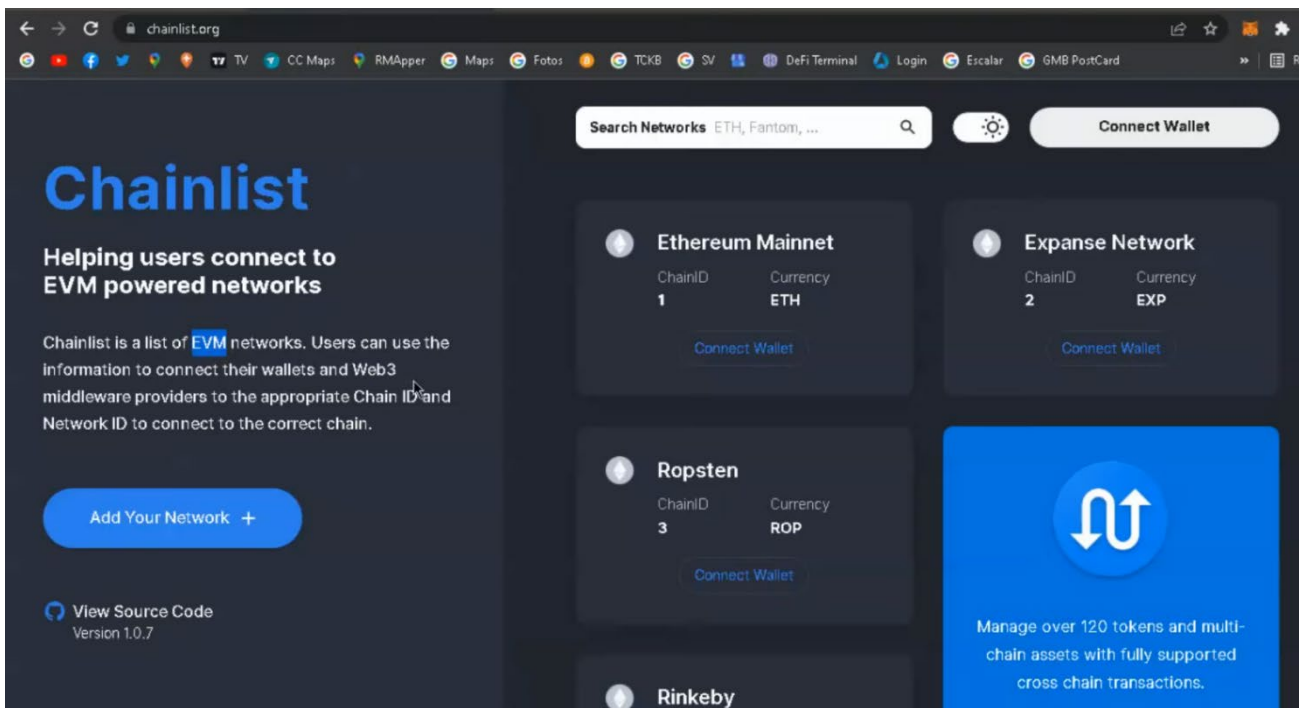 chainlist.org
TV CC Maps RMApper Maps Fotos TCKB SV DeFi Terminal Login Escalar GMB PostCard »
Search Networks ETH, Fantom, ...
Connect Wallet
Chainlist
Helping users connect to
EVM powered networks
Chainlist is a list of EVM networks. Users can use the
information to connect their wallets and Web3
middleware providers to the appropriate Chain ID and
Network ID to connect to the correct chain.
Add Your Network +
View Source Code
Version 1.0.7
Ethereum Mainnet
ChainID Currency
1 ETH
Connect Wallet
Expanse Network
ChainID Currency
2 EXP
Connect Wallet
Ropsten
ChainID Currency
3 ROP
Connect Wallet
Manage over 120 tokens and multi-
chain assets with fully supported
cross chain transactions.
Rinkeby